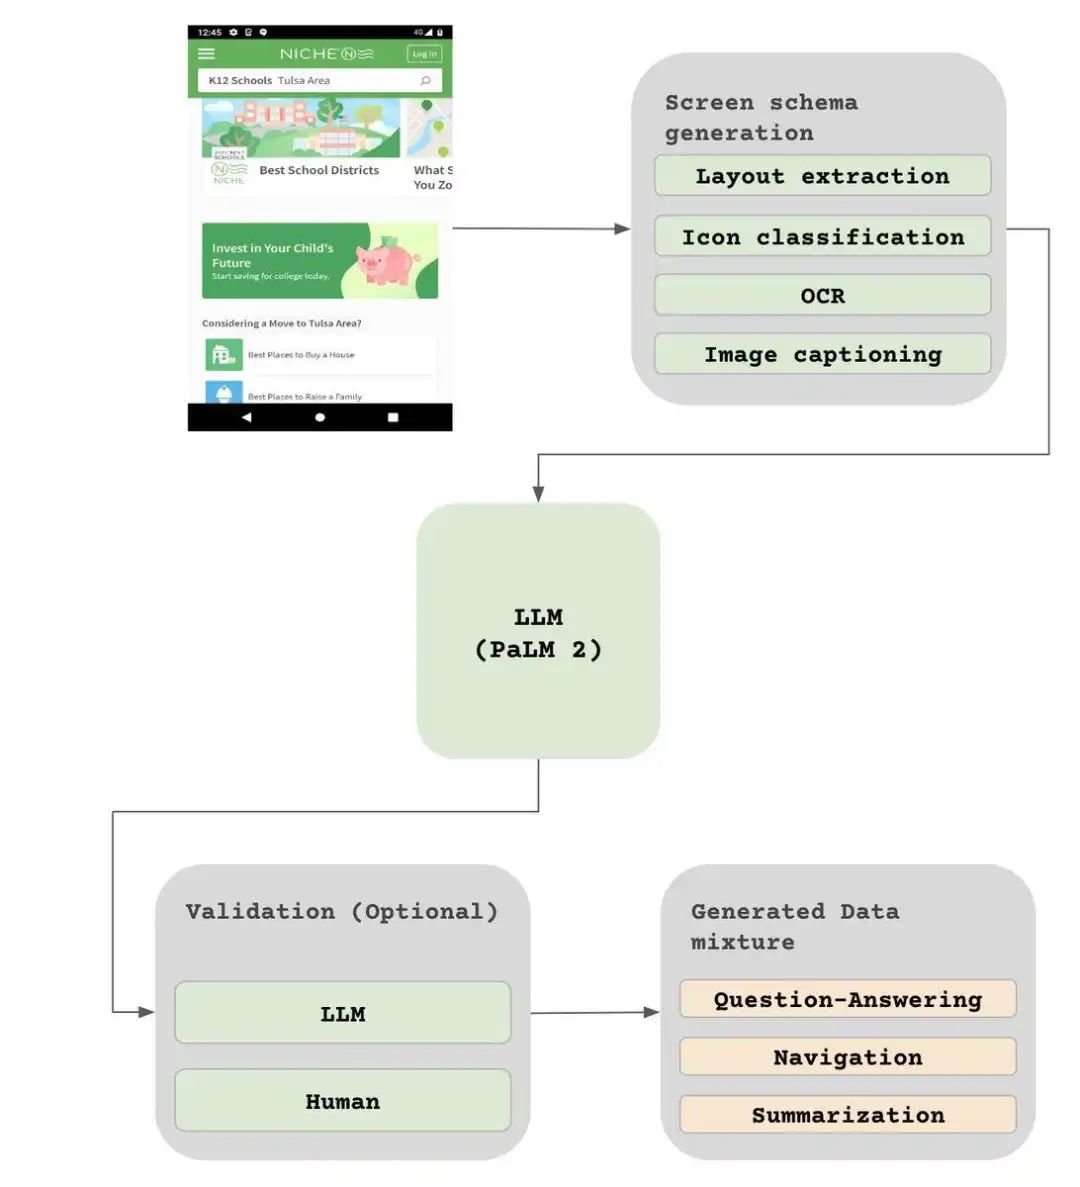 12:45
4G
NICHE
Log In
K12 Schools Tulsa Area
SCHOOLS
NICHE
Best School Districts
What S
You Zo
Invest in Your Child's
Future
Start saving for college today.
Considering a Move to Tulsa Area?
Best Places to Buy a House
Best Places to Raise a Family
Screen schema
generation
Layout extraction
Icon classification
OCR
Image captioning
LLM
(PaLM 2)
Validation (Optional)
LLM
Human
Generated Data
mixture
Question-Answering
Navigation
Summarization